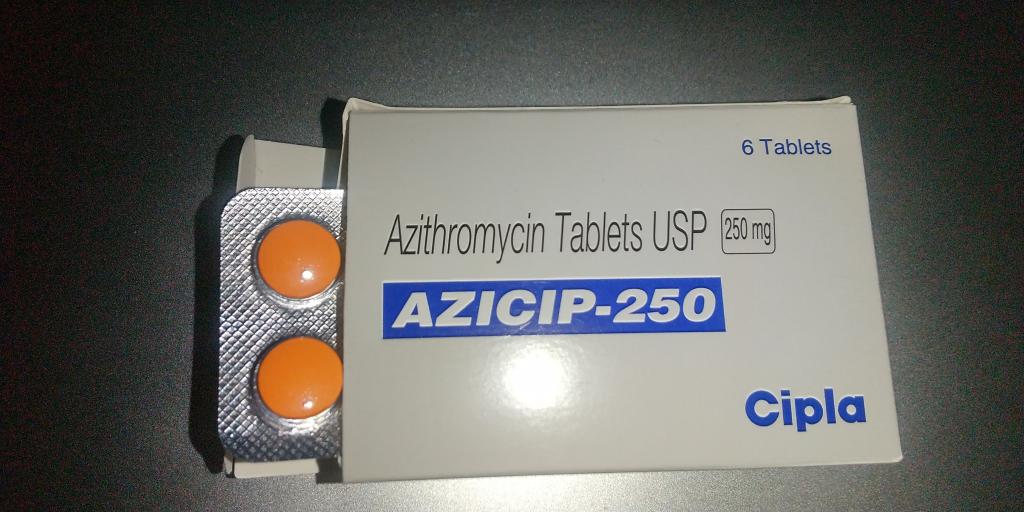 6 Tablets
Azithromycin Tablets USP 250 mg
AZICIP-250
Cipla